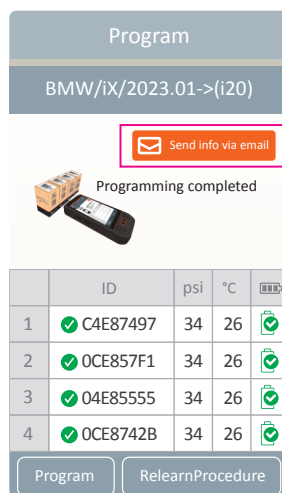 Program
BMW/iX/2023.01->(i20)
Send info via email
Programming completed
ID psi °C
1 C4E87497 34 26
2 0CE857F1 34 26
3 04E85555 34 26
4 0CE8742B 34 26
Program RelearnProcedure